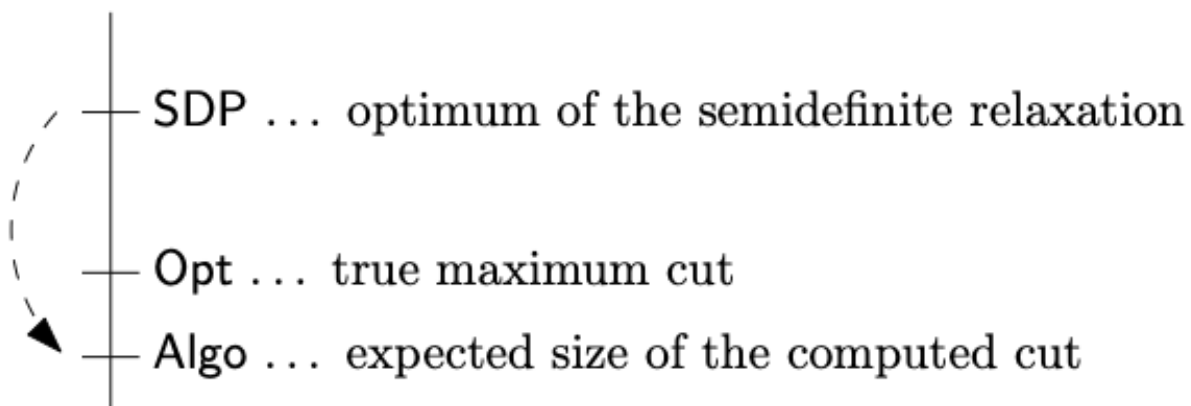 SDP ... optimum of the semidefinite relaxation
Opt ... true maximum cut
Algo ... expected size of the computed cut